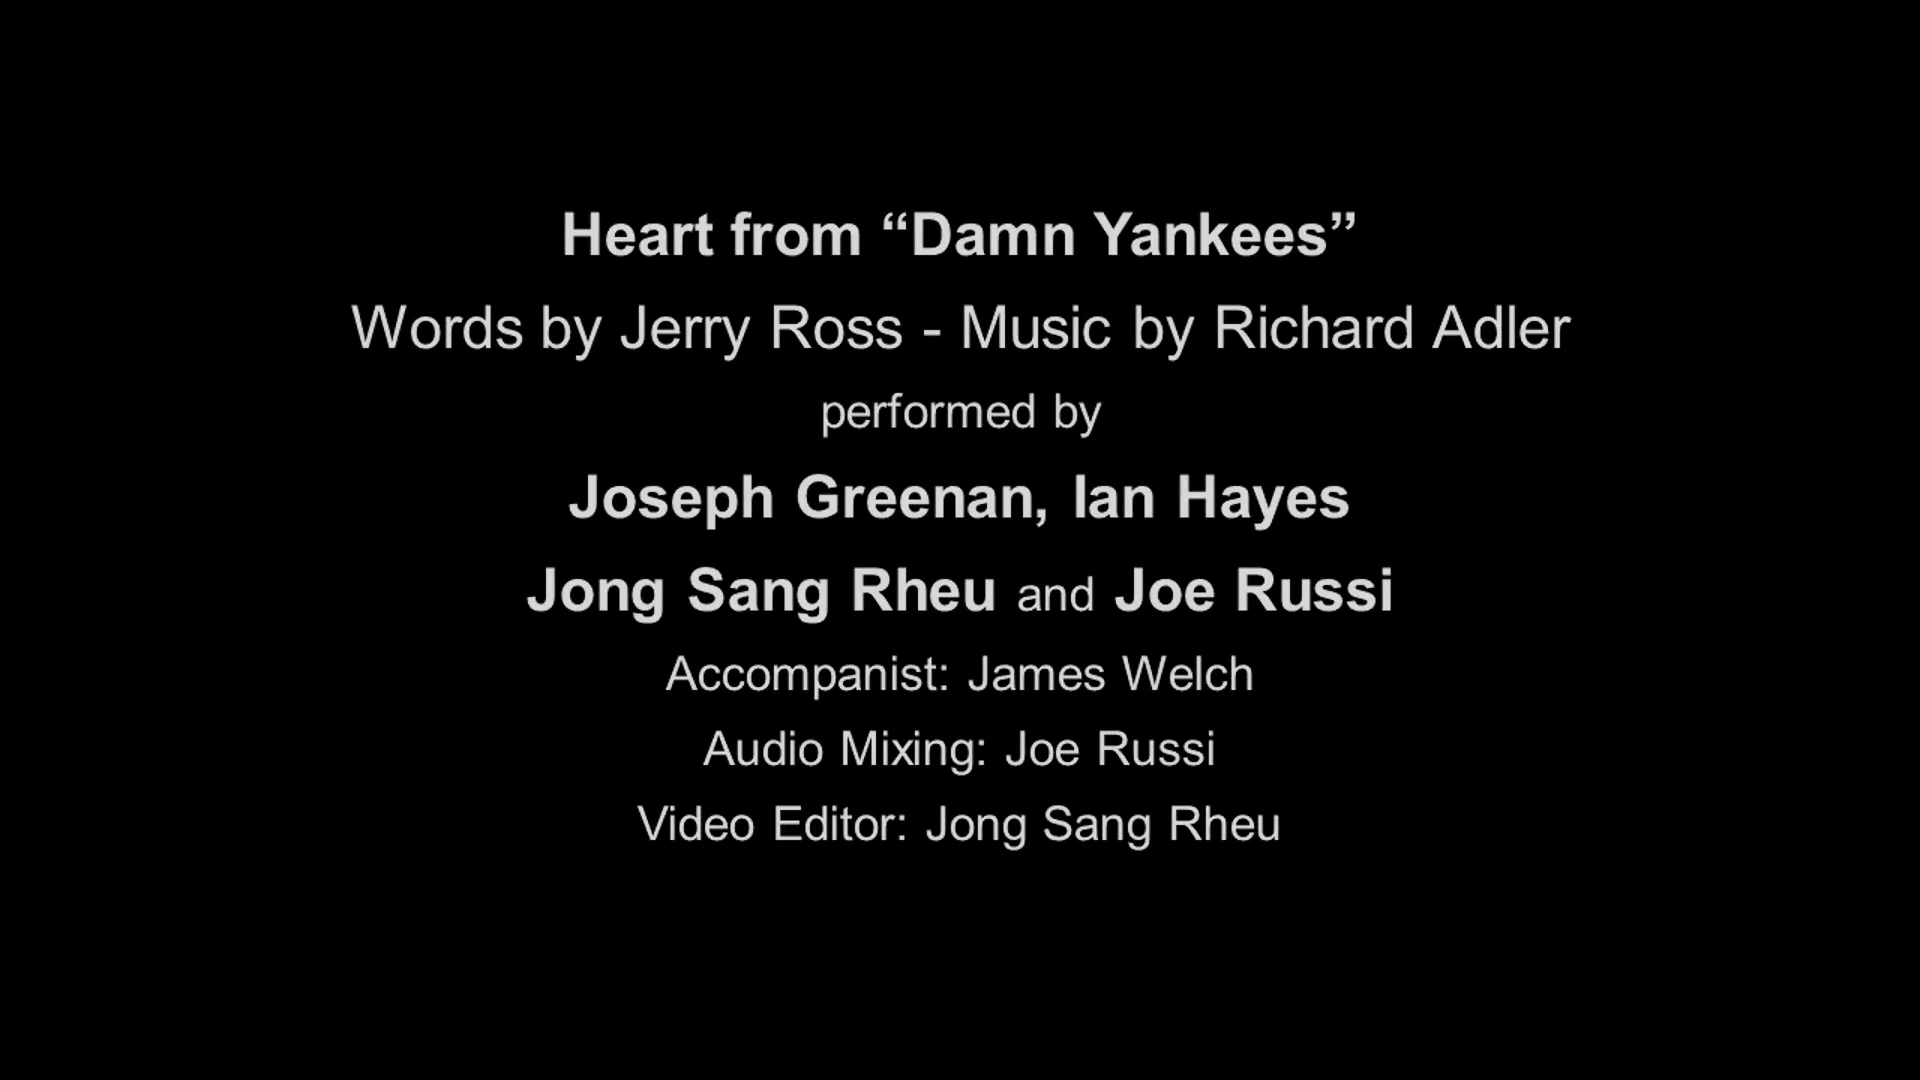 Heart from “Damn Yankees”
Words by Jerry Ross - Music by Richard Adler
performed by
Joseph Greenan, Ian Hayes
Jong Sang Rheu and Joe Russi
Accompanist: James Welch
Audio Mixing: Joe Russi
Video Editor: Jong Sang Rheu